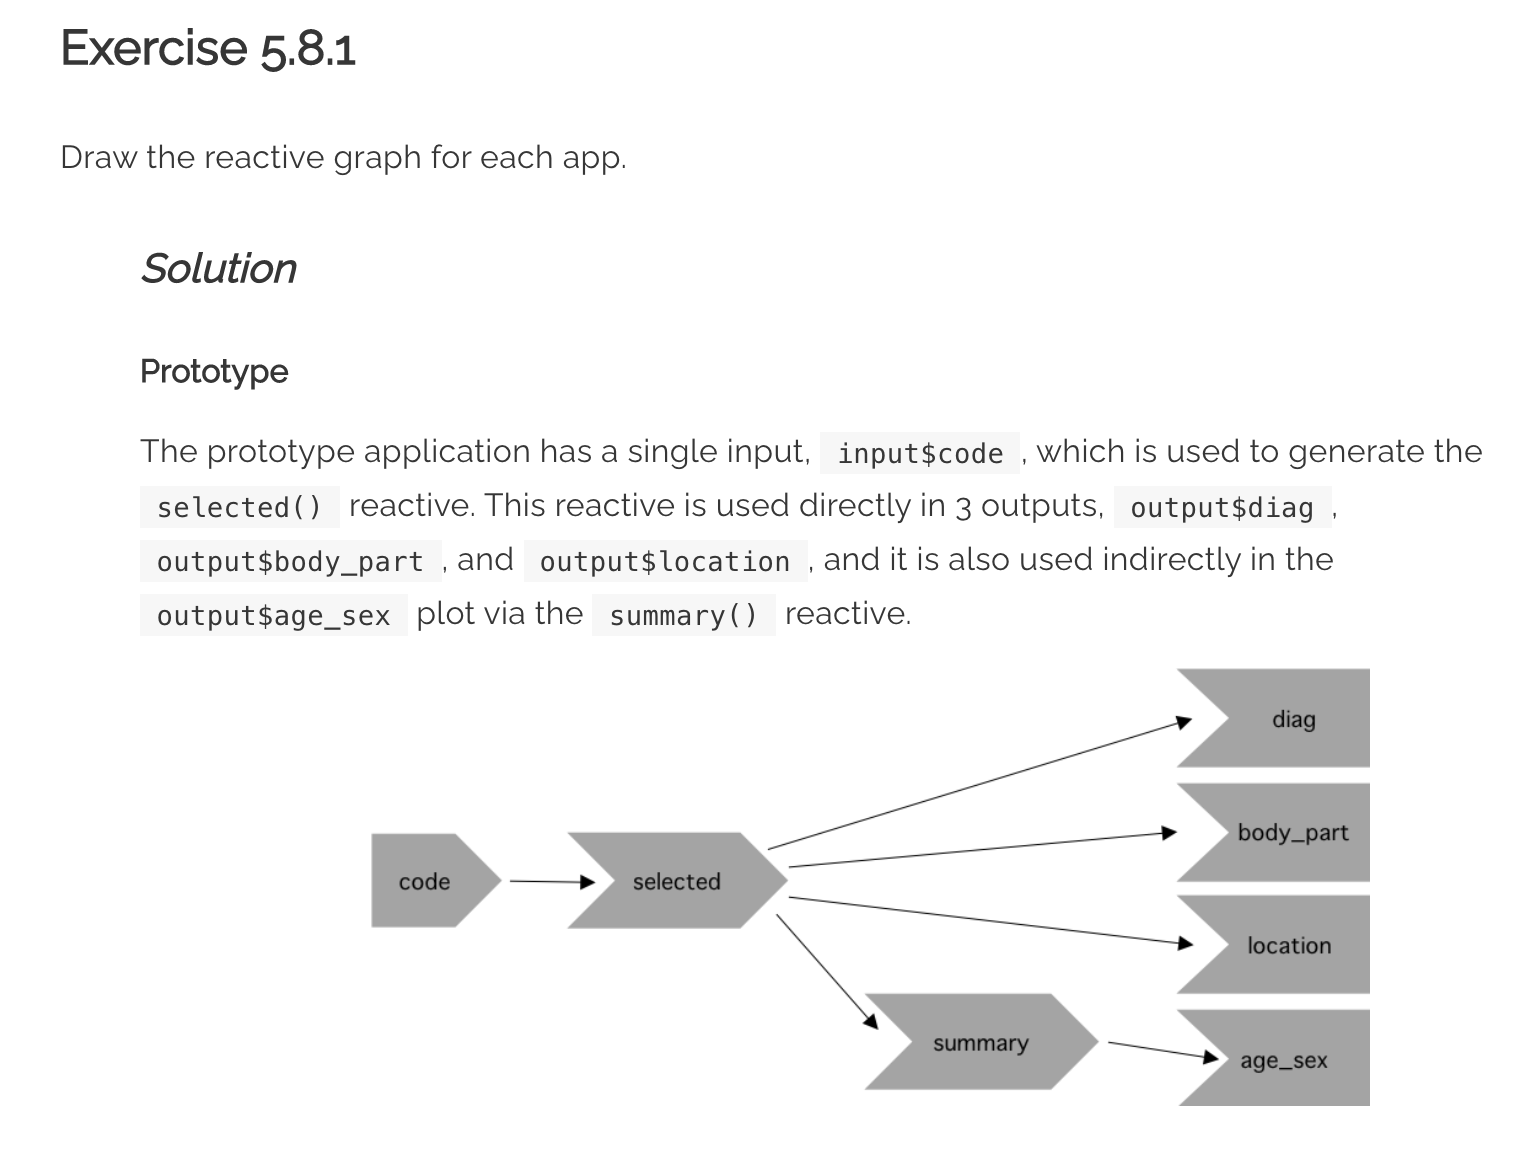 Exercise 5.8.1
Draw the reactive graph for each app.
Solution
Prototype
The prototype application has a single input, input$code, which is used to generate the
selected() reactive. This reactive is used directly in 3 outputs, output$diag,
output$body_part, and output$location, and it is also used indirectly in the
output$age_sex plot via the summary() reactive.
diag
body_part
code
selected
location
summary
age_sex